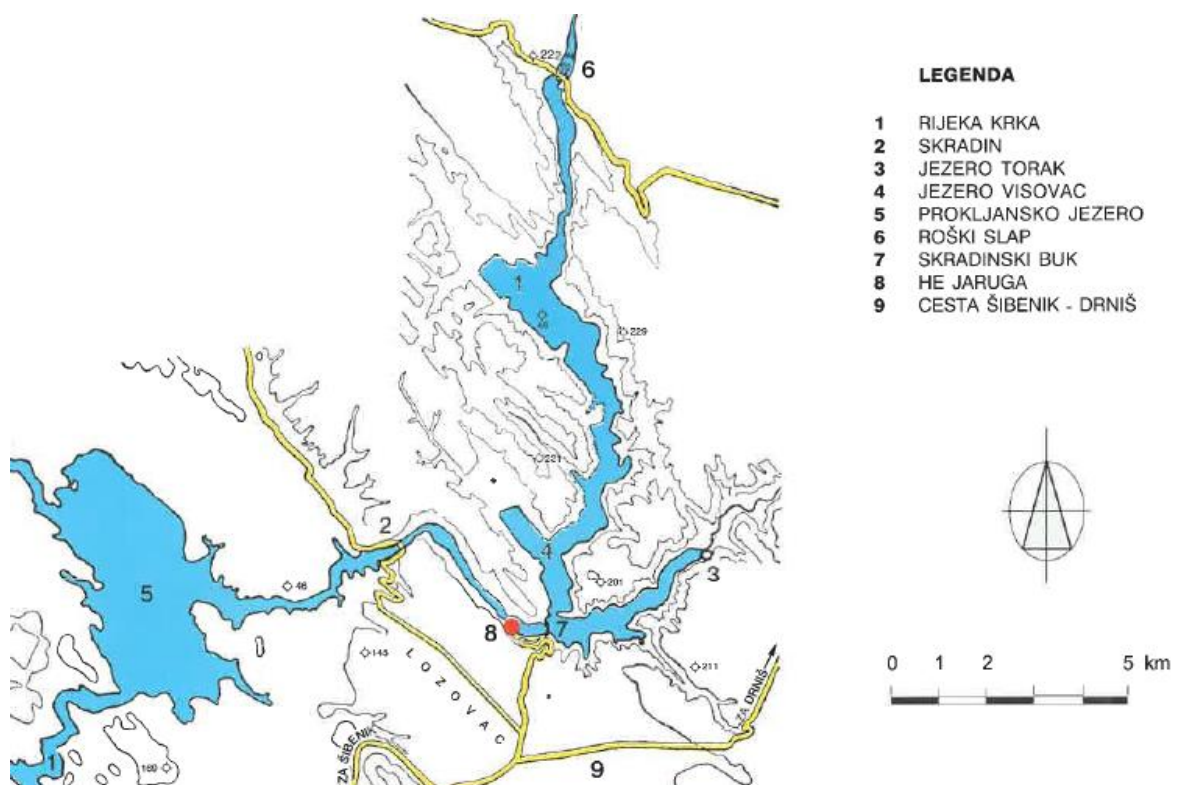 222
6
LEGENDA
1 RIJEKA KRKA
2 SKRADIN
3 JEZERO TORAK
4 JEZERO VISOVAC
5 PROKLJANSKO JEZERO
6 ROŠKI SLAP
7 SKRADINSKI BUK
8 HE JARUGA
9 CESTA ŠIBENIK - DRNIŠ
1
229
221
2
4
3
201
46
5
8
7
LOZOVAC
211
ZA DRNIŠ
0 1 2 5 km
ZA ŠIBENIK
9
1